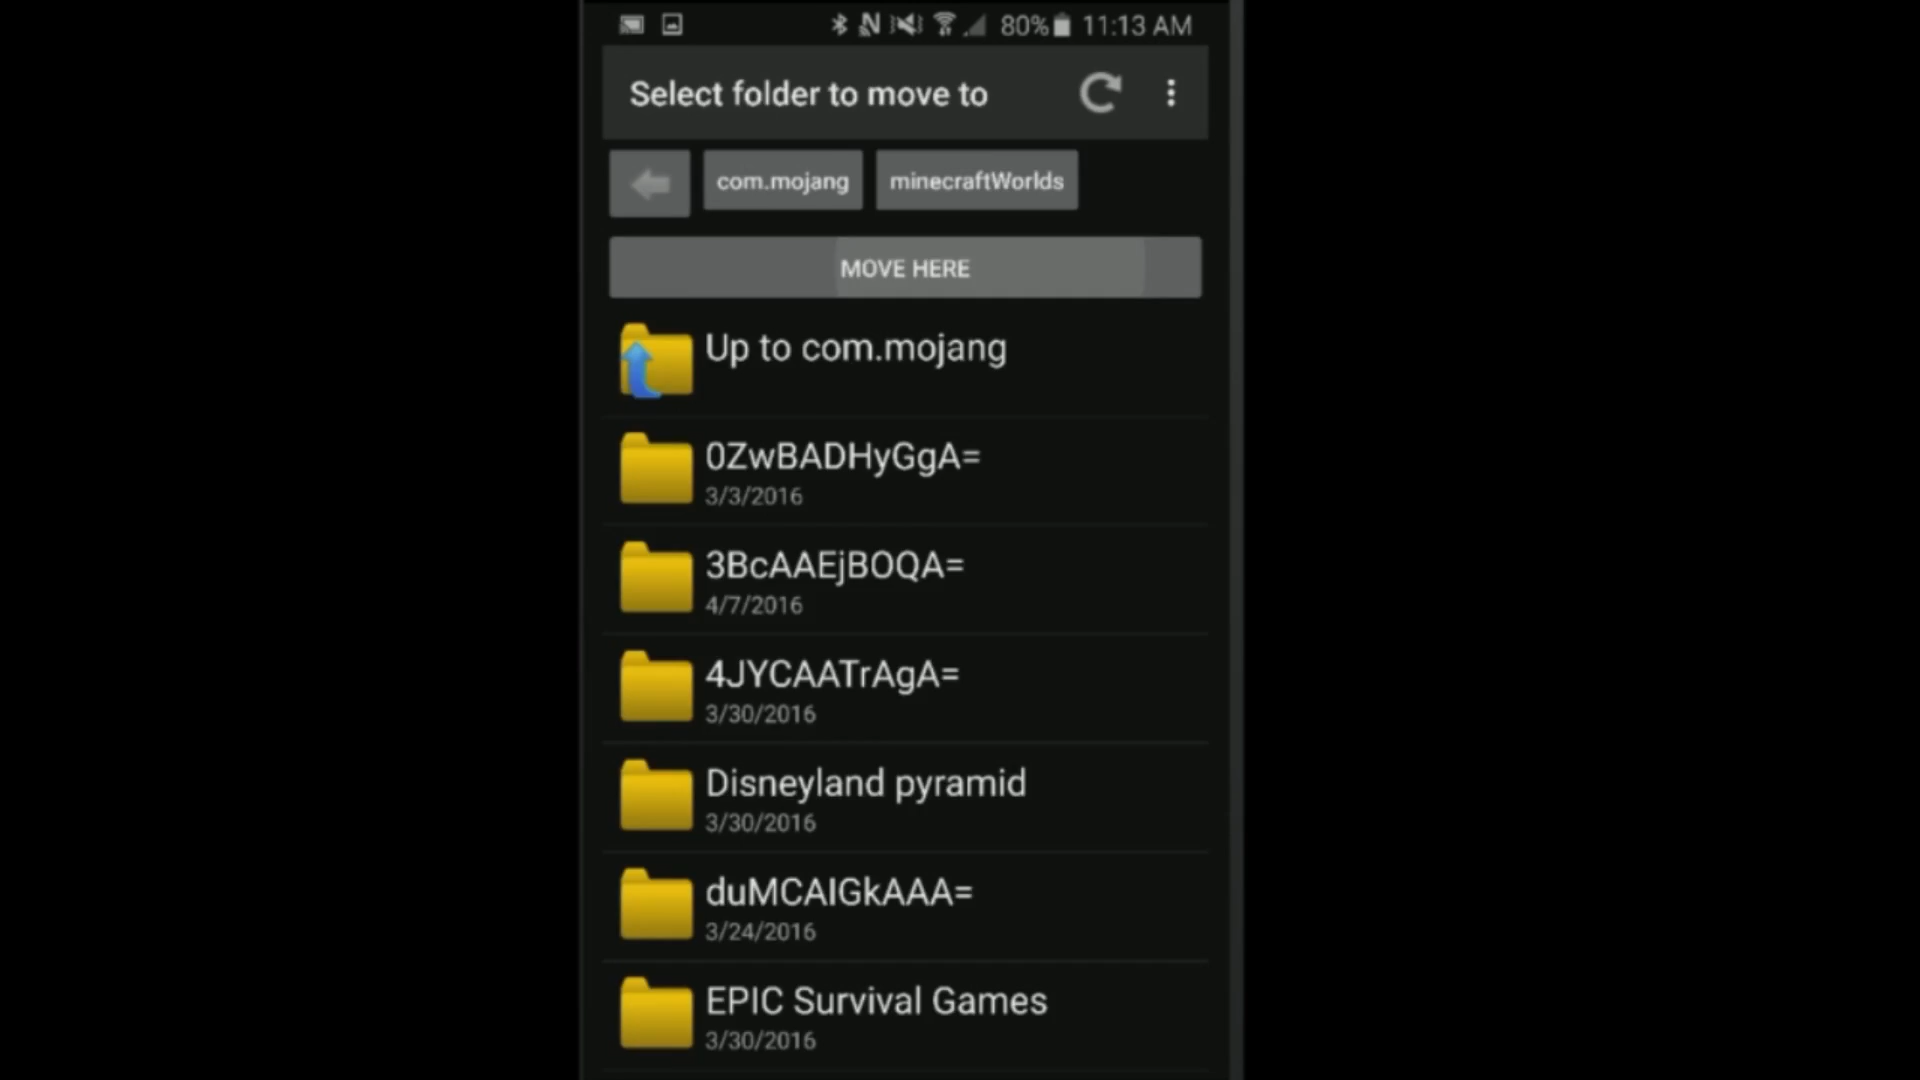 80% 11:13 AM
Select folder to move to
com.mojang minecraftWorlds
MOVE HERE
Up to com.mojang
0ZwBADHyGgA=
3/3/2016
3BcAAEjBOQA=
4/7/2016
4JYCAATrAgA=
3/30/2016
Disneyland pyramid
3/30/2016
duMCAIGkAAA=
3/24/2016
EPIC Survival Games
3/30/2016